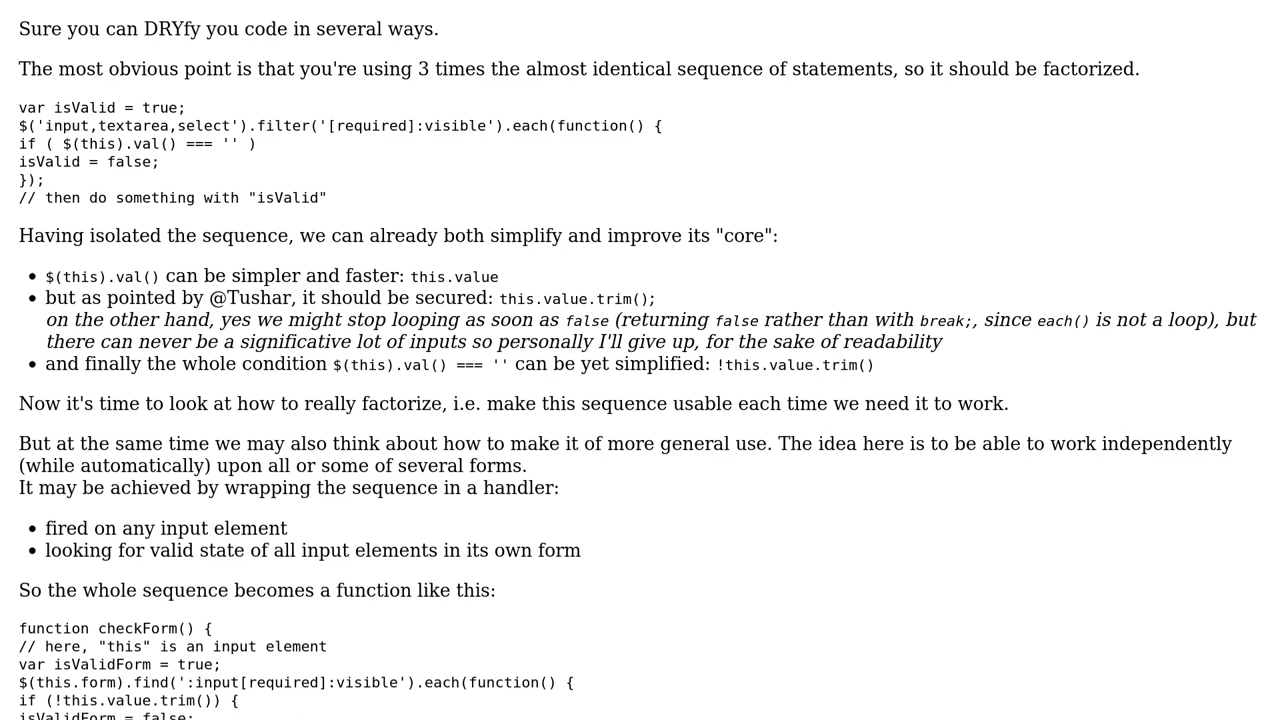 Sure you can DRYfy you code in several ways.
The most obvious point is that you're using 3 times the almost identical sequence of statements, so it should be factorized.
var isValid = true;
$('input,textarea,select').filter('[required]:visible').each(function() {
if ( $(this).val() === '' )
isValid = false;
});
// then do something with "isValid"
Having isolated the sequence, we can already both simplify and improve its "core":
• $(this).val() can be simpler and faster: this.value
• but as pointed by @Tushar, it should be secured: this.value.trim();
on the other hand, yes we might stop looping as soon as false (returning false rather than with break;, since each() is not a loop), but
there can never be a significative lot of inputs so personally I'll give up, for the sake of readability
• and finally the whole condition $(this).val() === '' can be yet simplified: !this.value.trim()
Now it's time to look at how to really factorize, i.e. make this sequence usable each time we need it to work.
But at the same time we may also think about how to make it of more general use. The idea here is to be able to work independently
(while automatically) upon all or some of several forms.
It may be achieved by wrapping the sequence in a handler:
• fired on any input element
• looking for valid state of all input elements in its own form
So the whole sequence becomes a function like this:
function checkForm() {
// here, "this" is an input element
var isValidForm = true;
$(this.form).find(':input[required]:visible').each(function() {
if (!this.value.trim()) {
isValidForm = false;